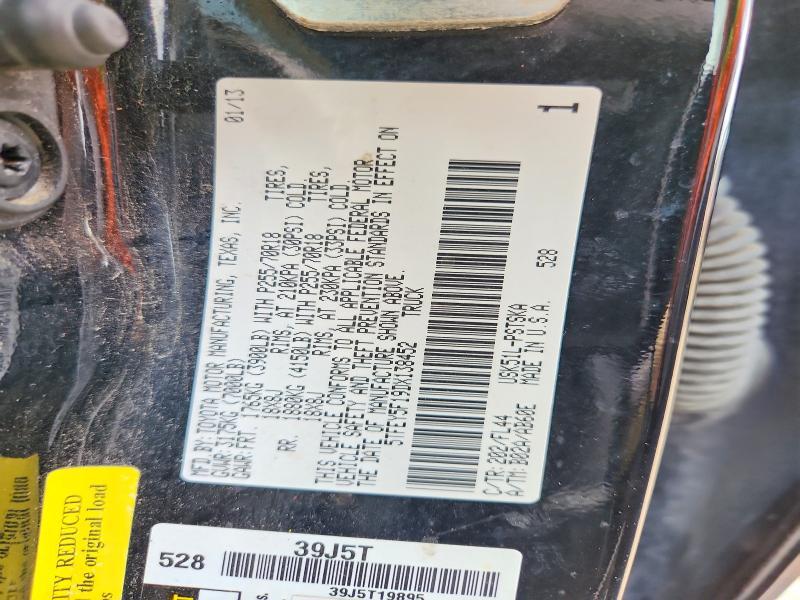 MFD.BY: TOYOTA MOTOR MANUFACTURING, TEXAS, INC. 01/13
GVWR: 3175KG (7000LB)
GAWR: FRT. 1765KG (3900LB) WITH P255/70R18 TIRES,
18X8J RIMS, AT 210KPA (30PSI) COLD
RR. 1880KG (4150LB) WITH P255/70R18 TIRES,
18X8J RIMS, AT 230KPA (33PSI) COLD
THIS VEHICLE CONFORMS TO ALL APPLICABLE FEDERAL MOTOR
VEHICLE SAFETY AND THEFT PREVENTION STANDARDS IN EFFECT ON
THE DATE OF MANUFACTURE SHOWN ABOVE.
5TFEY5F19DX138452 TRUCK
C/TR: 202/FL44 USK51L-PSTSKA
A/TM: B02A/AB60E MADE IN U.S.A. 528
1
39J5T
528
39J5T19895
ITY REDUCED
the original load